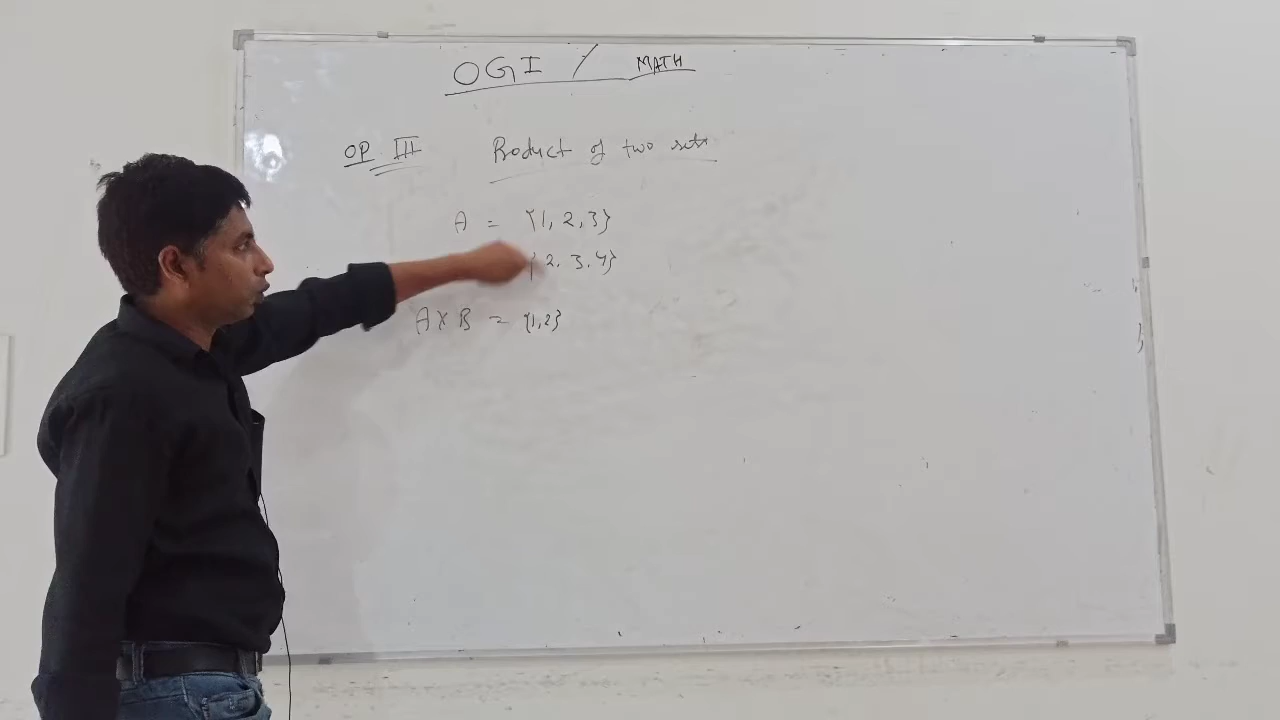 OGI / MATH
OP III Product of two sets
A = {1, 2, 3}
{2, 3, 4}
A X B = {1,2}